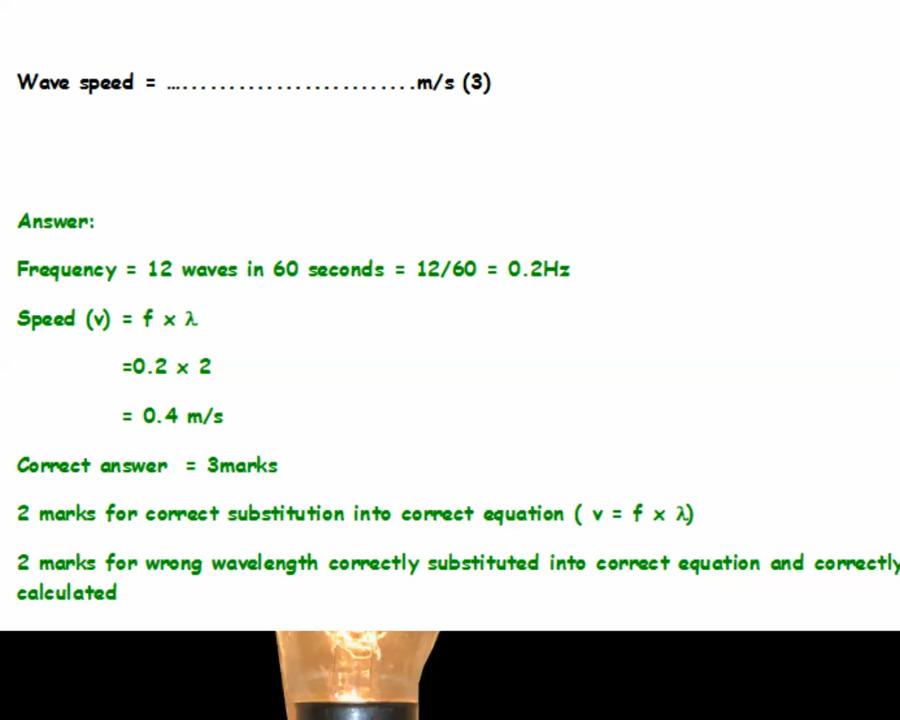 Wave speed = ……………………………m/s (3)
Answer:
Frequency = 12 waves in 60 seconds = 12/60 = 0.2Hz
Speed (v) = f x λ
=0.2 x 2
= 0.4 m/s
Correct answer = 3marks
2 marks for correct substitution into correct equation ( v = f x λ)
2 marks for wrong wavelength correctly substituted into correct equation and correctly
calculated